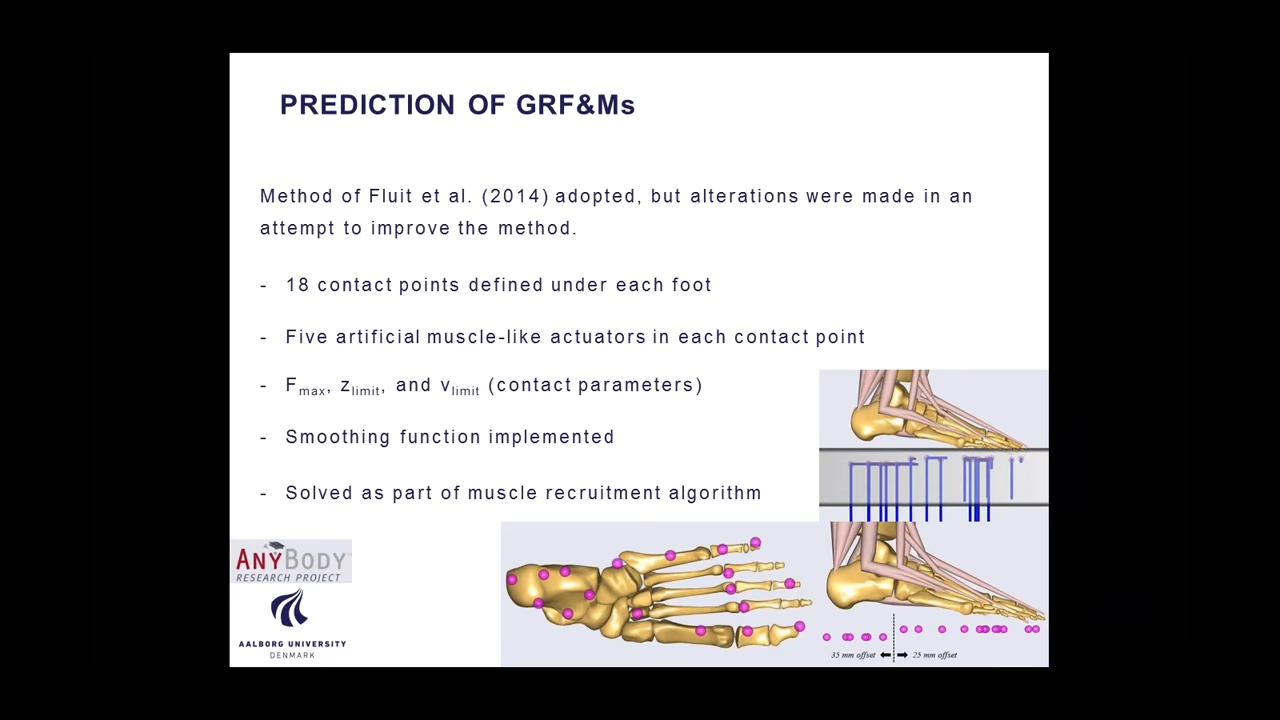 PREDICTION OF GRF&Ms
Method of Fluit et al. (2014) adopted, but alterations were made in an
attempt to improve the method.
- 18 contact points defined under each foot
- Five artificial muscle-like actuators in each contact point
- Fmax, zlimit, and vlimit (contact parameters)
- Smoothing function implemented
- Solved as part of muscle recruitment algorithm
ANYBODY
RESEARCH PROJECT
AALBORG UNIVERSITY
DENMARK
35 mm offset 25 mm offset